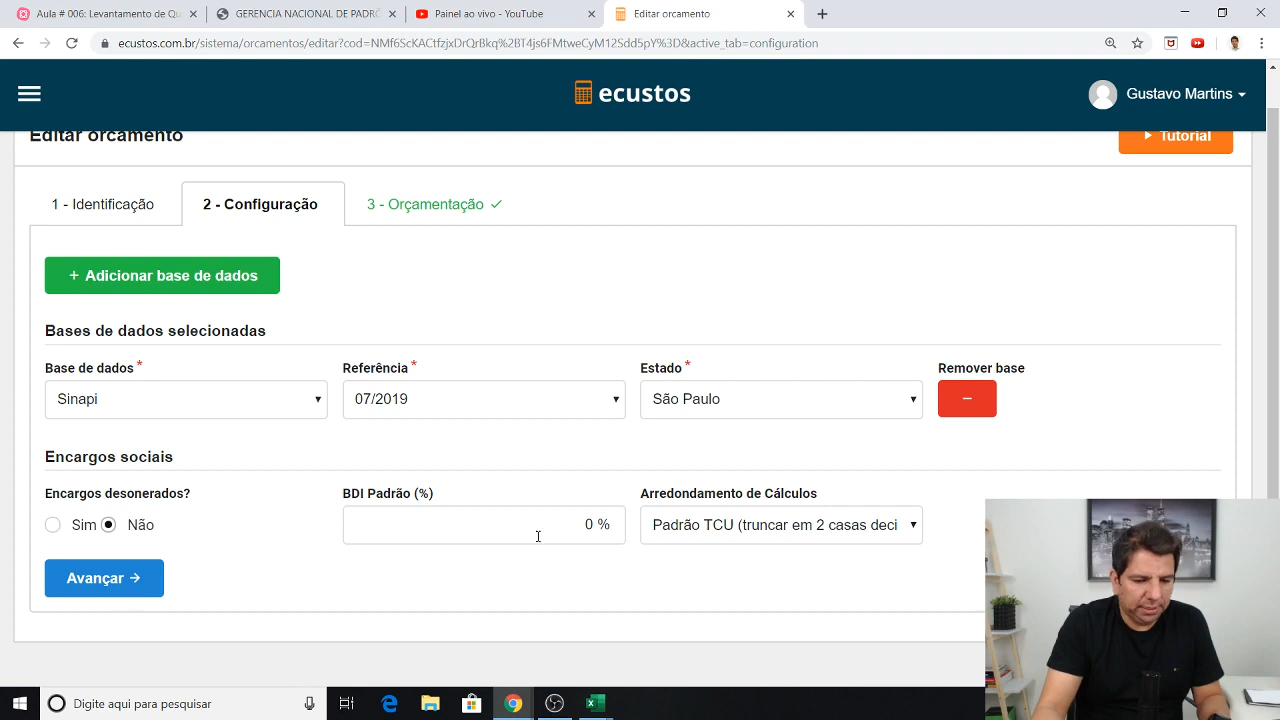 Aula # 006: Levantamento de Qu
GERENCIA NACIONAL DE PADRÕ
Painel ao vivo - YouTube
Editar orcamento
ecustos.com.br/sistema/orcamentos/editar?cod=NMf6ScKACtfzjxDrQrBlo%2BT4js6FMtweCyM12Sdd5pY%3D&active_tab=configuration
ecustos
Gustavo Martins
Editar orcamento
Tutorial
1 - Identificação
2 - Configuração
3 - Orçamentação
+ Adicionar base de dados
Bases de dados selecionadas
Base de dados *
Referência *
Estado *
Remover base
Sinapi
07/2019
São Paulo
Encargos sociais
Encargos desonerados?
BDI Padrão (%)
Arredondamento de Cálculos
Sim
Não
0 %
Padrão TCU (truncar em 2 casas deci
Avançar →
Digite aqui para pesquisar